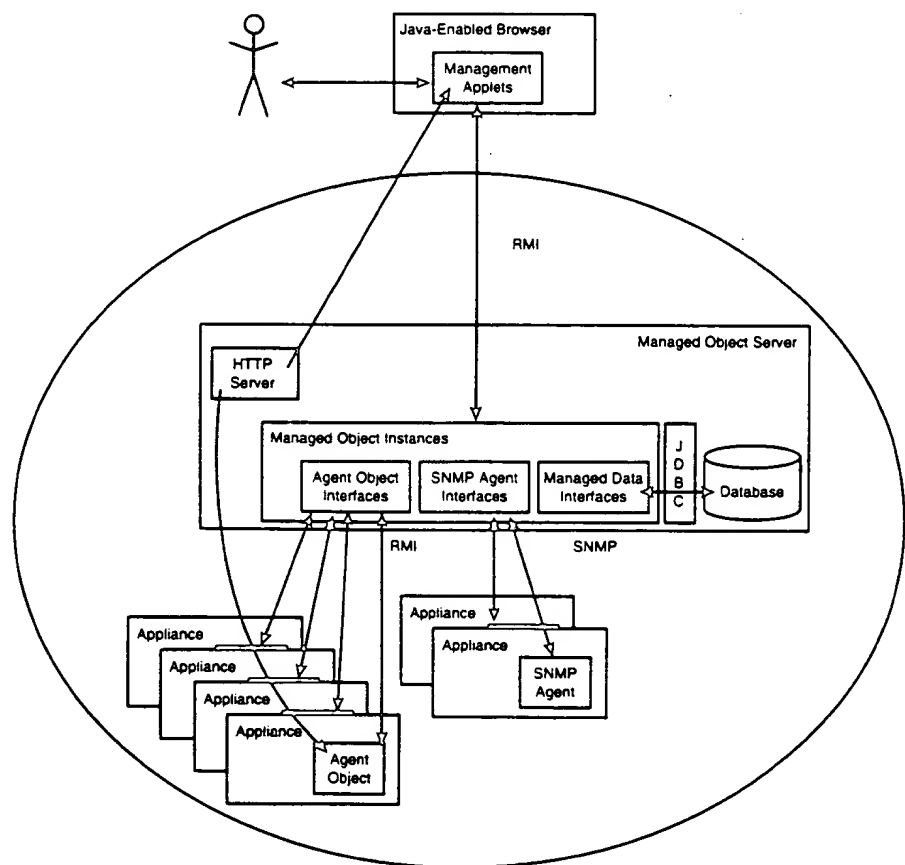 Java-Enabled Browser
Management
Applets
RMI
Managed Object Server
HTTP
Server
Managed Object Instances
Agent Object
Interfaces
SNMP Agent
Interfaces
Managed Data
Interfaces
J
D
B
C
Database
RMI
SNMP
Appliance
Appliance
Appliance
Appliance
Agent
Object
Appliance
Appliance
SNMP
Agent